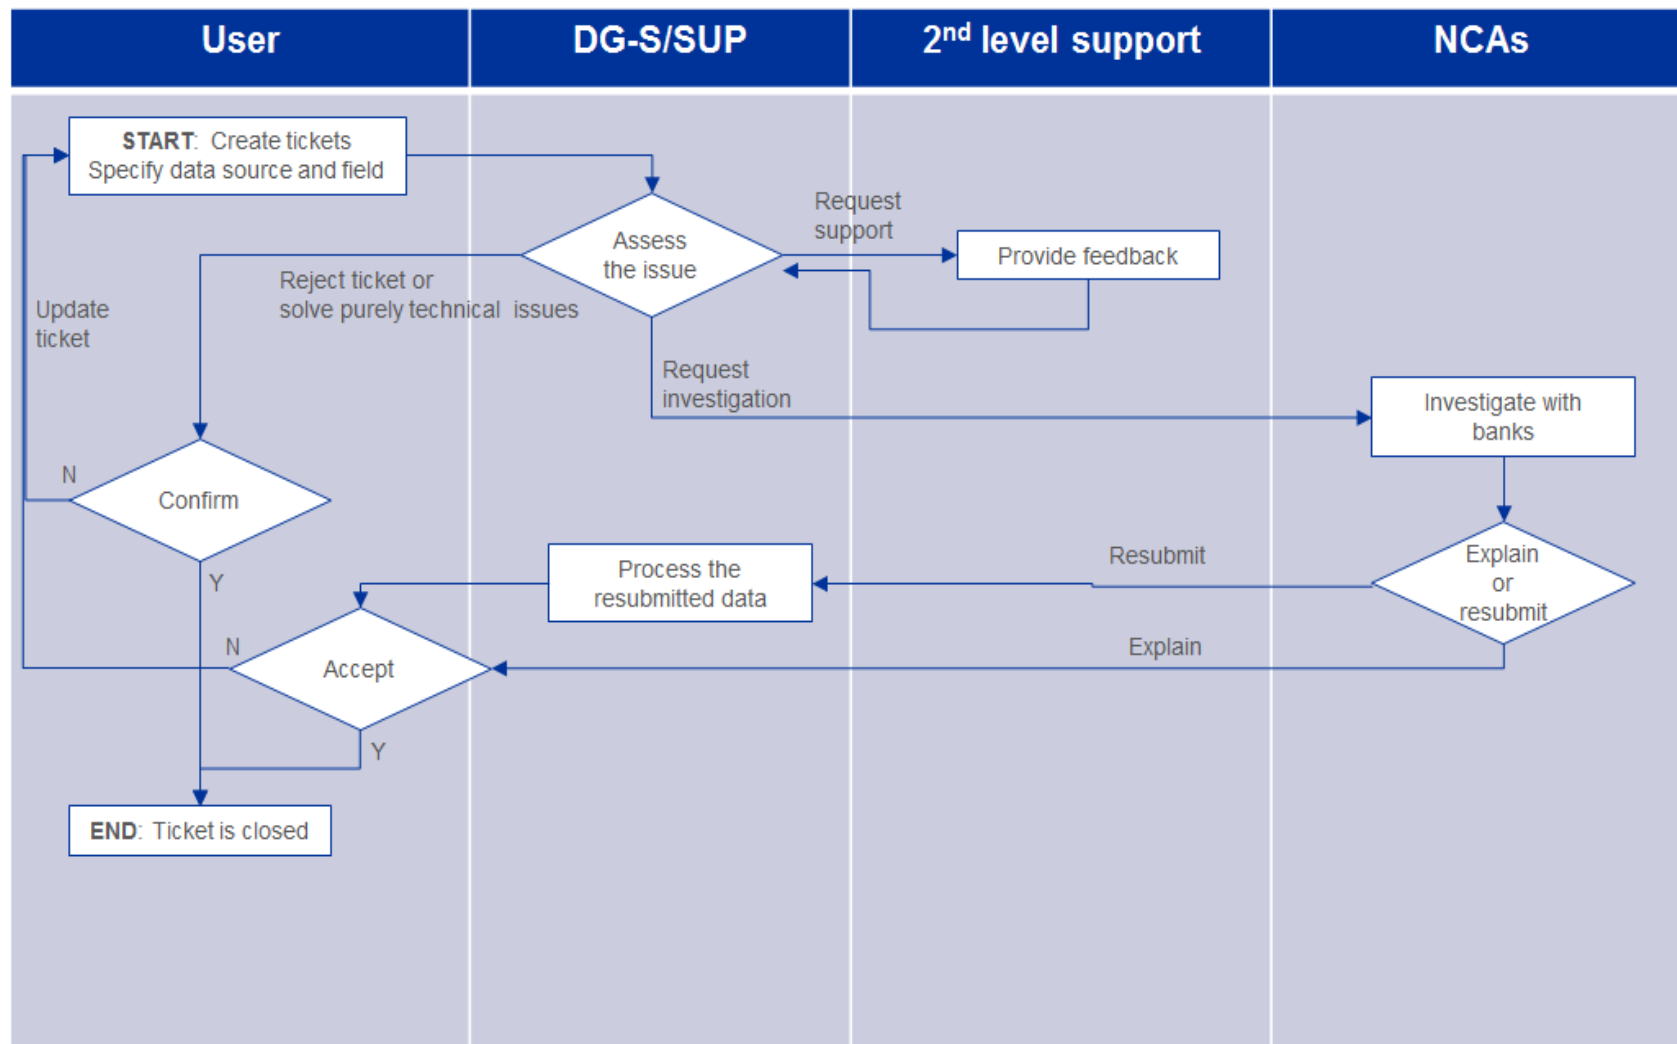 User
DG-S/SUP
2nd level support
NCAs
START: Create tickets
Specify data source and field
Request
support
Assess
the issue
Provide feedback
Reject ticket or
solve purely technical issues
Update
ticket
Request
investigation
Investigate with
banks
N
Confirm
Y
Process the
resubmitted data
Resubmit
Explain
or
resubmit
N
Accept
Explain
Y
END: Ticket is closed